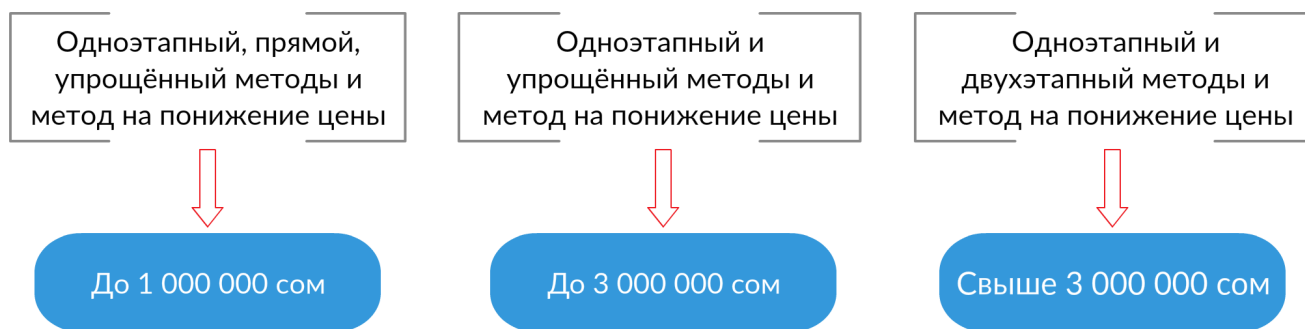 Одноэтапный, прямой,
упрощённый методы и
метод на понижение цены
До 1 000 000 сом
Одноэтапный и
упрощённый методы и
метод на понижение цены
До 3 000 000 сом
Одноэтапный и
двухэтапный методы и
метод на понижение цены
Свыше 3 000 000 сом